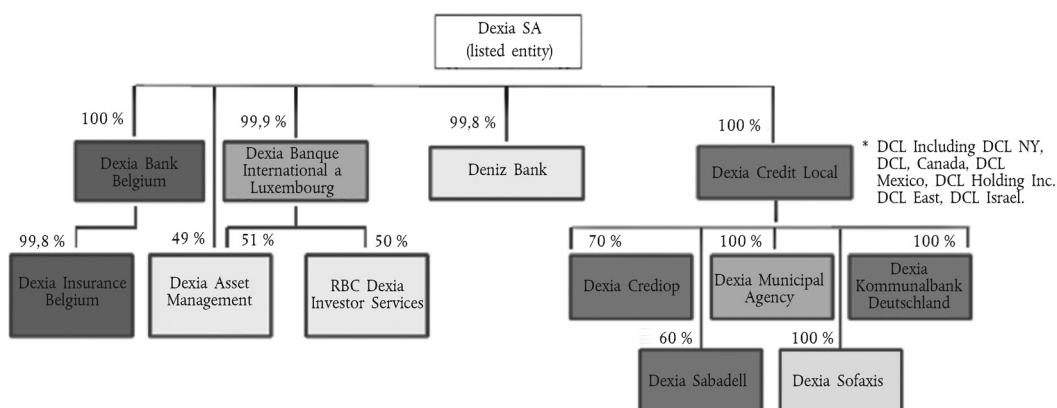 Dexia SA
(listed entity)
100 %
99,9 %
99,8 %
100 %
Dexia Bank
Belgium
Dexia Banque
International a
Luxembourg
Deniz Bank
Dexia Credit Local
* DCL Including DCL NY,
DCL, Canada, DCL
Mexico, DCL Holding Inc.
DCL East, DCL Israel.
99,8 %
49 %
51 %
50 %
70 %
100 %
100 %
Dexia Insurance
Belgium
Dexia Asset
Management
RBC Dexia
Investor Services
Dexia Crediop
Dexia Municipal
Agency
Dexia
Kommunalbank
Deutschland
60 %
100 %
Dexia Sabadell
Dexia Sofaxis